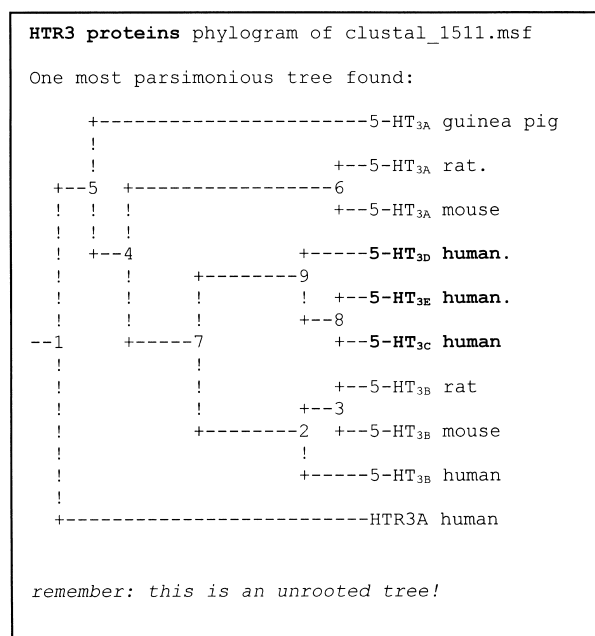 HTR3 proteins phylogram of clustal_1511.msf
One most parsimonious tree found:
+--------------------------5-HT3A guinea pig
!
! +--5-HT3A rat.
+--5 +-------------------6
! ! ! +--5-HT3A mouse
! ! !
! +--4 +-----5-HT3D human.
! ! +---------9
! ! ! ! +--5-HT3E human.
! ! ! +--8
--1 +-----7 +--5-HT3C human
! !
! ! +--5-HT3B rat
! ! +--3
! +---------2 +--5-HT3B mouse
! !
! +-----5-HT3B human
!
+-----------------------------HTR3A human
remember: this is an unrooted tree!